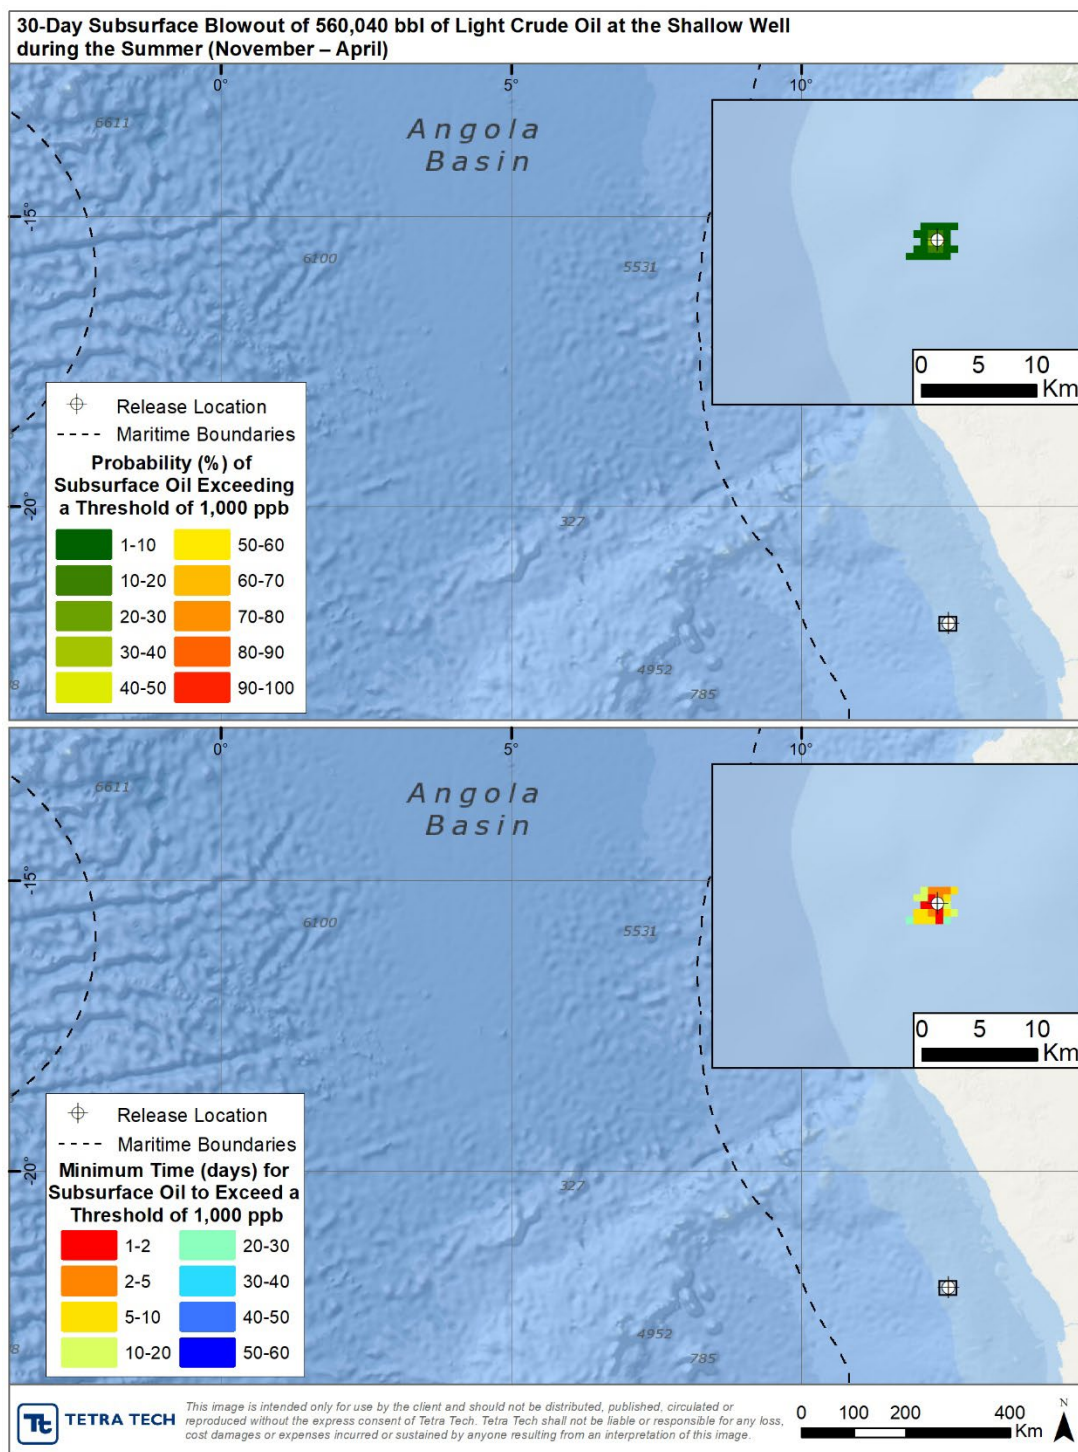 30-Day Subsurface Blowout of 560,040 bbl of Light Crude Oil at the Shallow Well
during the Summer (November – April)
0°
5°
10°
6611
Angola
Basin
-15°
6100
5531
0 5 10
Km
Release Location
Maritime Boundaries
Probability (%) of
Subsurface Oil Exceeding
a Threshold of 1,000 ppb
1-10 50-60
10-20 60-70
20-30 70-80
30-40 80-90
40-50 90-100
-20°
327
4952
785
0°
5°
10°
6611
Angola
Basin
-15°
6100
5531
0 5 10
Km
Release Location
Maritime Boundaries
Minimum Time (days) for
Subsurface Oil to Exceed a
Threshold of 1,000 ppb
1-2 20-30
2-5 30-40
5-10 40-50
10-20 50-60
-20°
327
4952
785
Tt TETRA TECH
This image is intended only for use by the client and should not be distributed, published, circulated or
reproduced without the express consent of Tetra Tech. Tetra Tech shall not be liable or responsible for any loss,
cost damages or expenses incurred or sustained by anyone resulting from an interpretation of this image.
0 100 200 400
Km
N